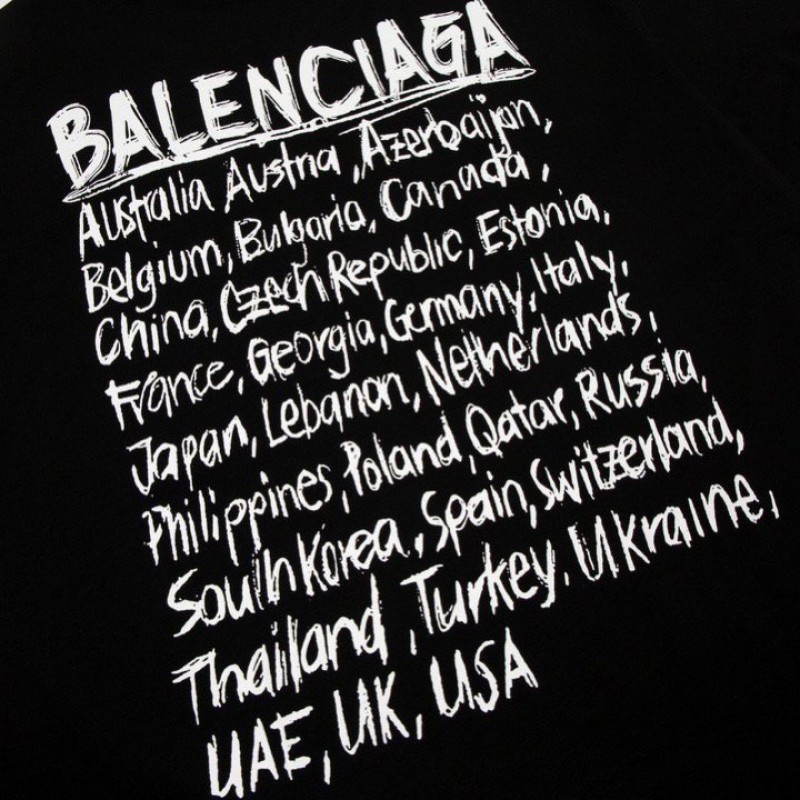 BALENCIAGA
Australia Austria ,Azerbaijan,
Belgium, Bulgaria, Canada,
China, Czech Republic, Estonia,
France, Georgia, Germany, Italy,
Japan, Lebanon, Netherlands,
Philippines, Poland, Qatar, Russia,
South Korea, Spain, Switzerland,
Thailand, Turkey. Ukraine,
UAE, UK, USA